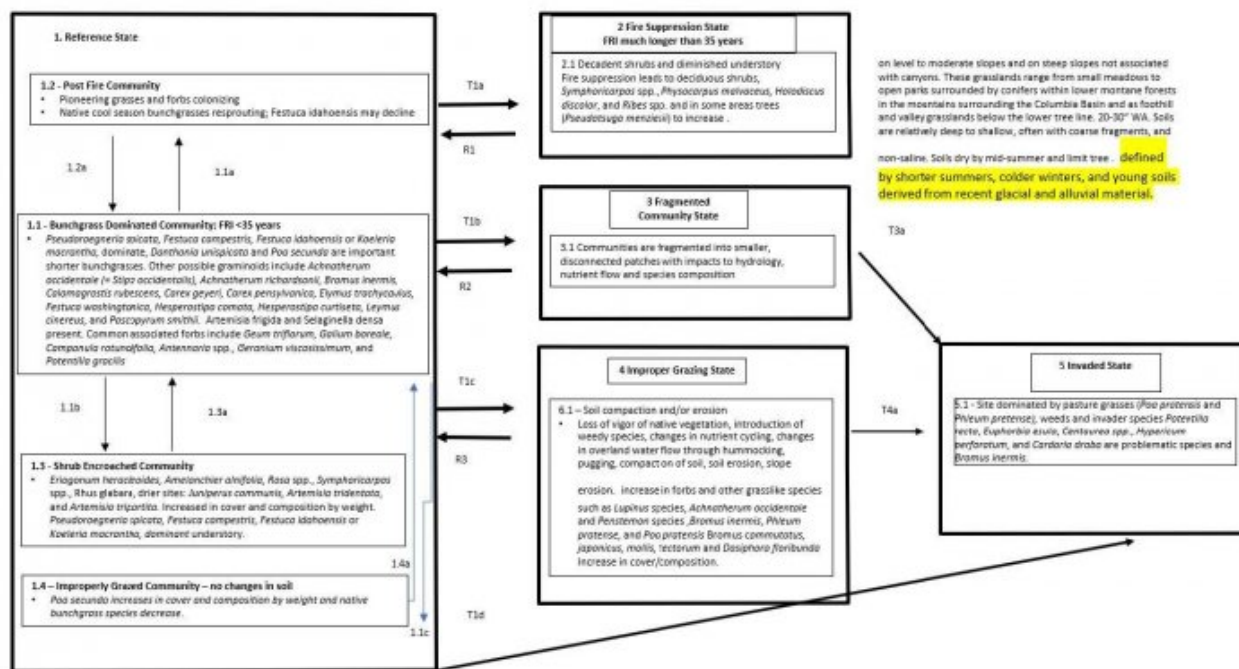 1. Reference State
1.2 - Post Fire Community
• Pioneering grasses and forbs colonizing
• Native cool season bunchgrasses resprouting; Festuca idahoensis may decline
1.2a
1.1a
1.1 - Bunchgrass Dominated Community; FRI <35 years
• Pseudoroegneria spicata, Festuca campestris, Festuca idahoensis or Koeleria
macrantha, dominate, Danthonia unispicata and Poa secunda are important
shorter bunchgrasses. Other possible graminoids include Achnatherum
occidentale (= Stipa occidentalis), Achnatherum richardsonii, Bromus inermis,
Calamagrostis rubescens, Carex geyeri, Carex pensylvanica, Elymus trachycaulus,
Festuca washingtonica, Hesperostipa comata, Hesperostipa curtiseta, Leymus
cinereus, and Pascopyrum smithii. Artemisia frigida and Selaginella densa
present. Common associated forbs include Geum triflorum, Galium boreale,
Campanula rotundifolia, Antennaria spp., Geranium viscosissimum, and
Potentilla gracilis
1.1b
1.3a
1.3 - Shrub Encroached Community
• Eriogonum heracleoides, Amelanchier alnifolia, Rosa spp., Symphoricarpos
spp., Rhus glabara, drier sites: Juniperus communis, Artemisia tridentata,
and Artemisia tripartita. Increased in cover and composition by weight.
Pseudoroegneria spicata, Festuca campestris, Festuca idahoensis or
Koeleria macrantha, dominant understory.
1.4a
1.4 – Improperly Grazed Community – no changes in soil
• Poa secunda increases in cover and composition by weight and native
bunchgrass species decrease.
1.1c
T1a
R1
T1b
R2
T1c
R3
T1d
2 Fire Suppression State
FRI much longer than 35 years
2.1 Decadent shrubs and diminished understory
Fire suppression leads to deciduous shrubs,
Symphoricarpos spp., Physocarpus malvaceus, Holodiscus
discolor, and Ribes spp. and in some areas trees
(Pseudotsuga menziesii) to increase .
3 Fragmented
Community State
3.1 Communities are fragmented into smaller,
disconnected patches with impacts to hydrology,
nutrient flow and species composition
4 Improper Grazing State
6.1 – Soil compaction and/or erosion
• Loss of vigor of native vegetation, introduction of
weedy species, changes in nutrient cycling, changes
in overland water flow through hummocking,
pugging, compaction of soil, soil erosion, slope
erosion. increase in forbs and other grasslike species
such as Lupinus species, Achnatherum occidentale
and Penstemon species ,Bromus inermis, Phleum
pratense, and Poa pratensis Bromus commutatus,
japonicus, mollis, tectorum and Dasiphora floribunda
Increase in cover/composition.
on level to moderate slopes and on steep slopes not associated
with canyons. These grasslands range from small meadows to
open parks surrounded by conifers within lower montane forests
in the mountains surrounding the Columbia Basin and as foothill
and valley grasslands below the lower tree line. 20-30" WA. Soils
are relatively deep to shallow, often with coarse fragments, and
non-saline. Soils dry by mid-summer and limit tree . defined
by shorter summers, colder winters, and young soils
derived from recent glacial and alluvial material.
T3a
T4a
5 Invaded State
5.1 - Site dominated by pasture grasses (Poa pratensis and
Phleum pretense), weeds and invader species Potentilla
recta, Euphorbia esula, Centaurea spp., Hypericum
perforatum, and Cardaria draba are problematic species and
Bromus inermis.